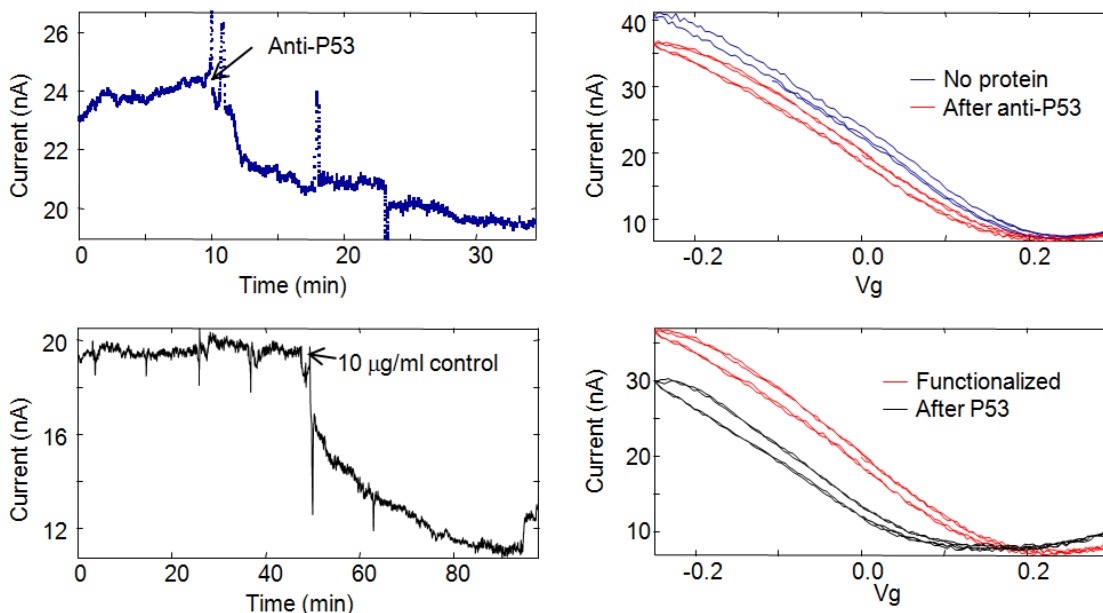 26
24
22
20
Current (nA)
0
10
20
30
Time (min)
Anti-P53
40
30
20
10
Current (nA)
-0.2
0.0
0.2
Vg
No protein
After anti-P53
20
16
12
Current (nA)
0
20
40
60
80
Time (min)
10 μg/ml control
30
20
10
Current (nA)
-0.2
0.0
0.2
Vg
Functionalized
After P53